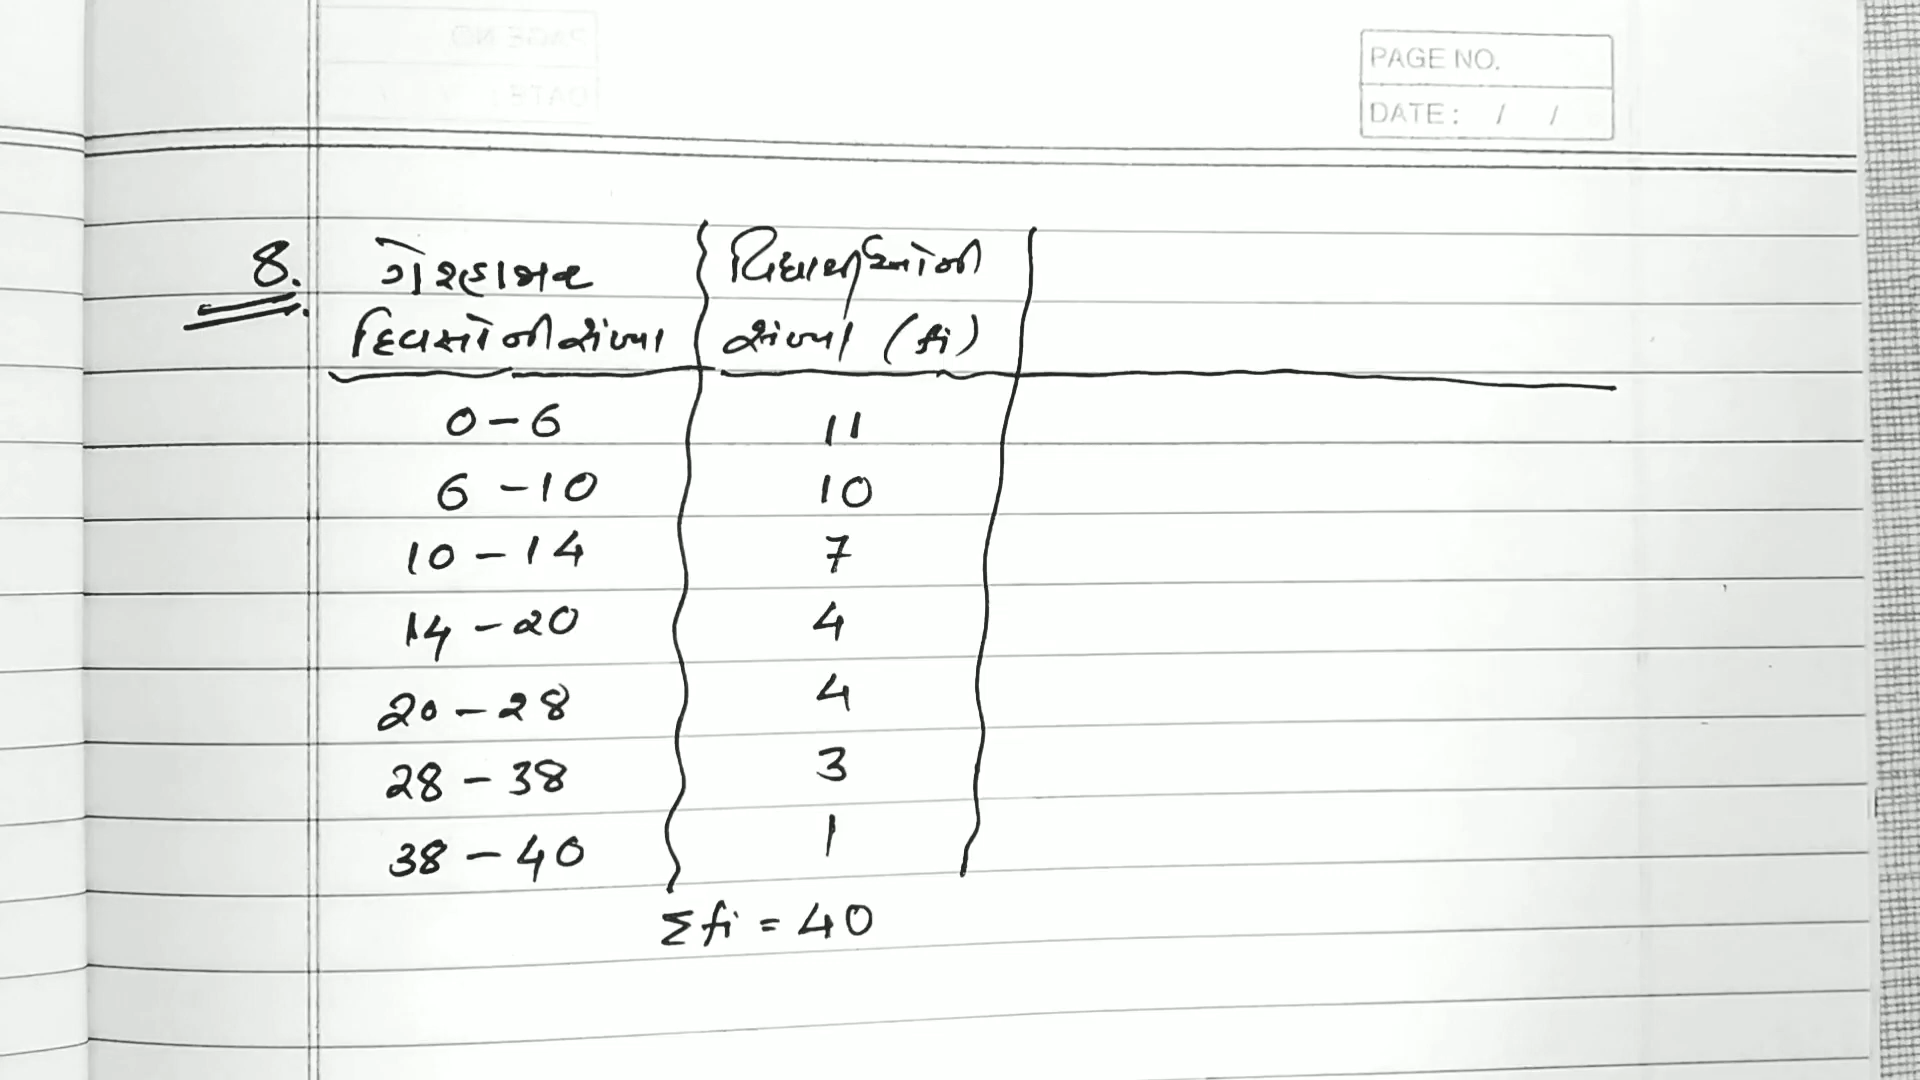 PAGE NO.
DATE: / /
8. ગેરહાજર વિદ્યાર્થીઓની
દિવસોની સંખ્યા સંખ્યા (fi)
0-6 11
6-10 10
10-14 7
14-20 4
20-28 4
28-38 3
38-40 1
Σfi = 40